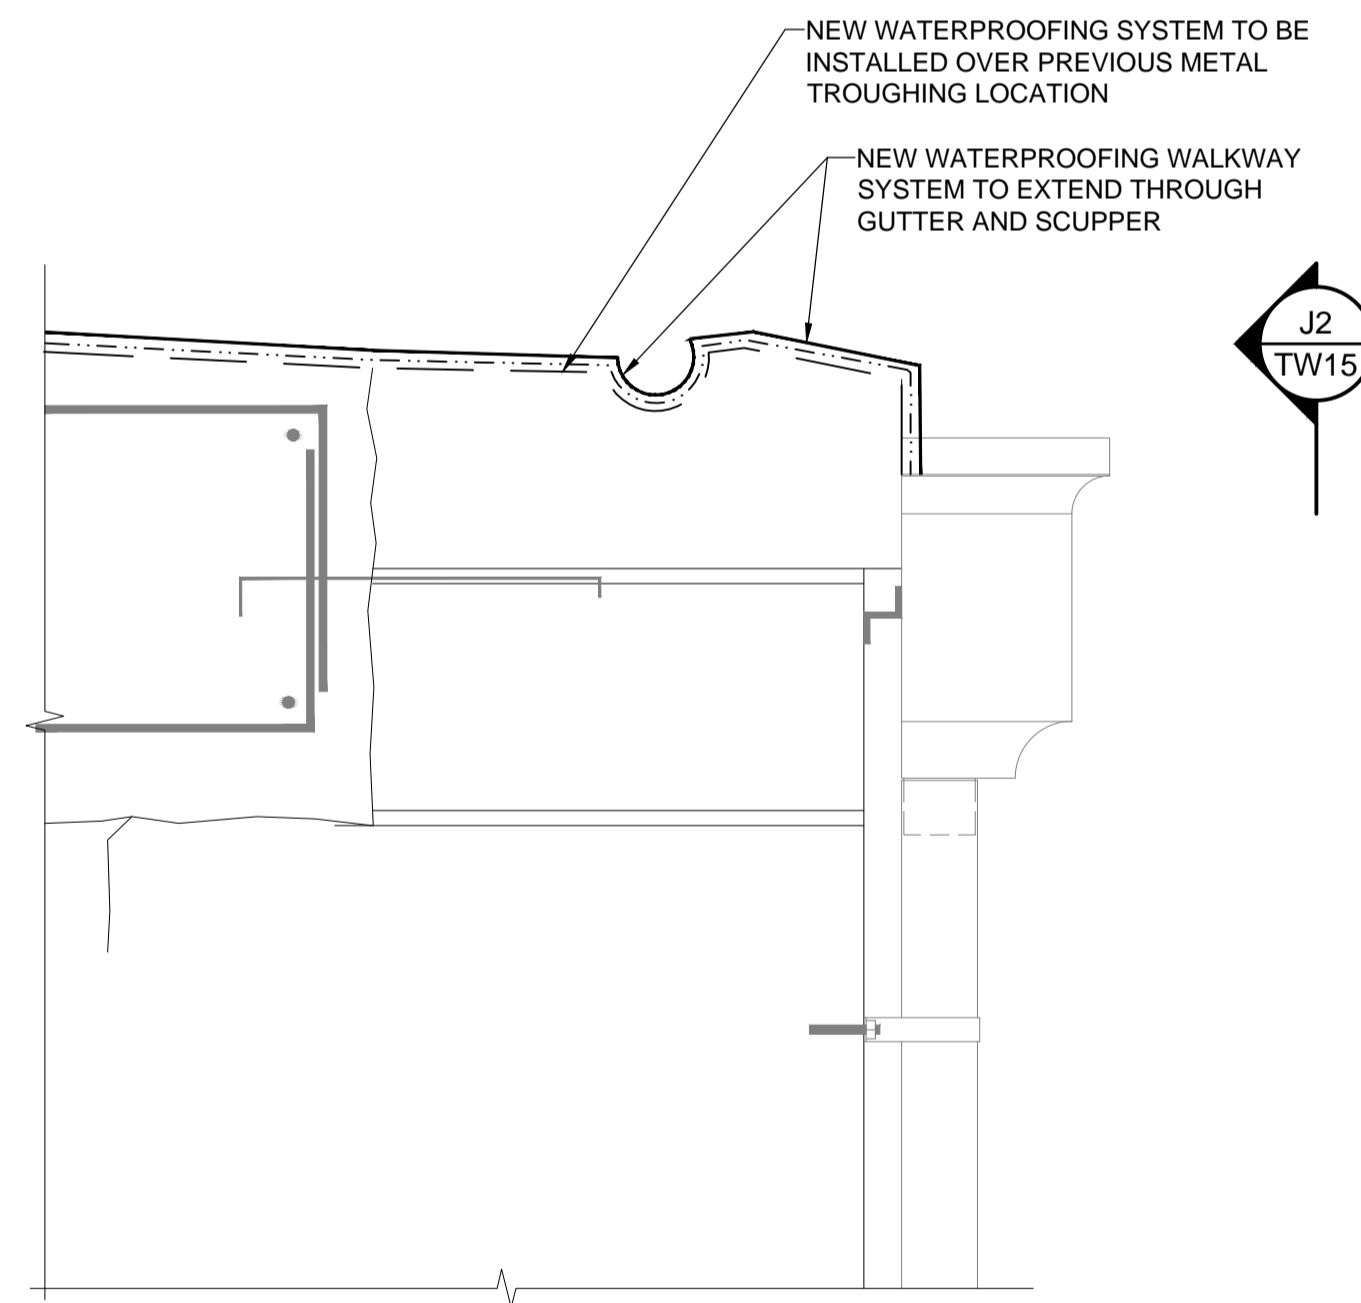 NEW WATERPROOFING SYSTEM TO BE
INSTALLED OVER PREVIOUS METAL
TROUGHING LOCATION
NEW WATERPROOFING WALKWAY
SYSTEM TO EXTEND THROUGH
GUTTER AND SCUPPER
J2
TW15